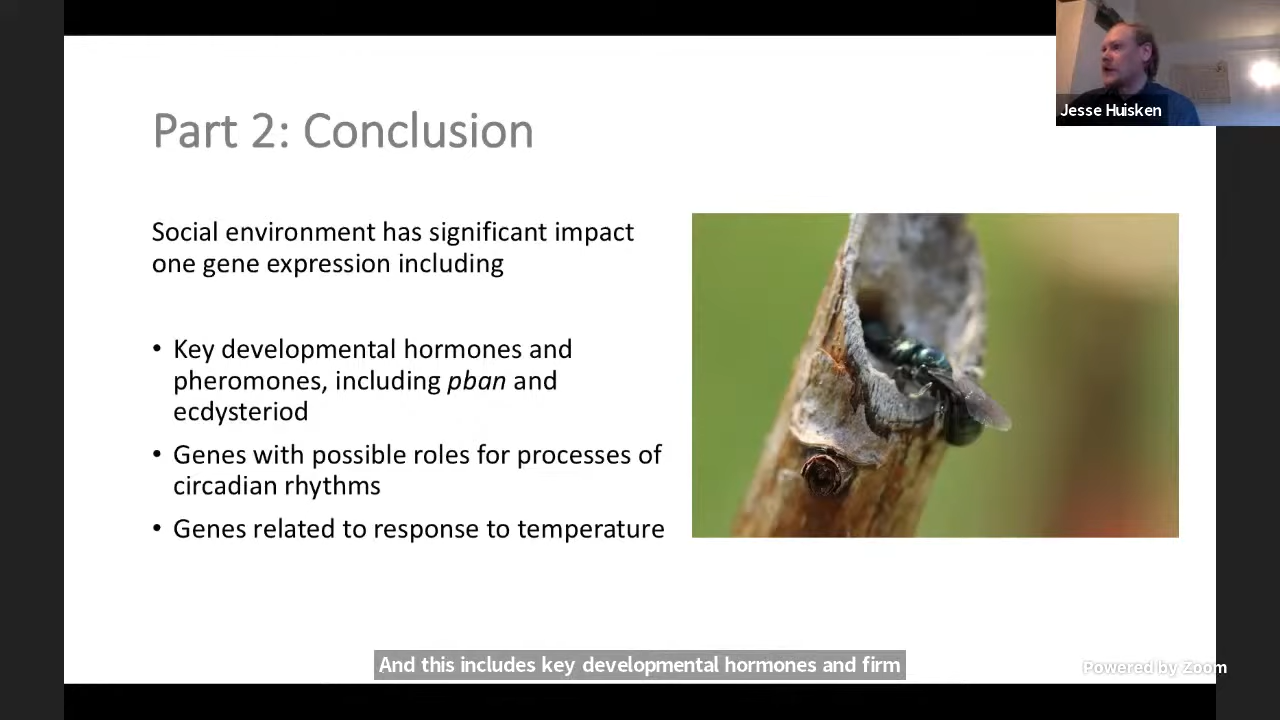 Jesse Huisken
Part 2: Conclusion
Social environment has significant impact
one gene expression including
• Key developmental hormones and
pheromones, including pban and
ecdysteriod
• Genes with possible roles for processes of
circadian rhythms
• Genes related to response to temperature
And this includes key developmental hormones and firm
Powered by Zoom